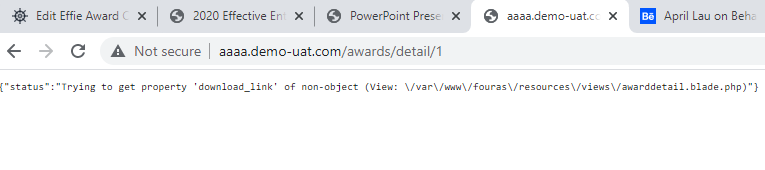 Edit Effie Award C
2020 Effective Ent
PowerPoint Prese
aaaa.demo-uat.co
Bē April Lau on Beha
Not secure | aaaa.demo-uat.com/awards/detail/1
{"status":"Trying to get property 'download_link' of non-object (View: \/var\/www\/fouras\/resources\/views\/awarddetail.blade.php)"}